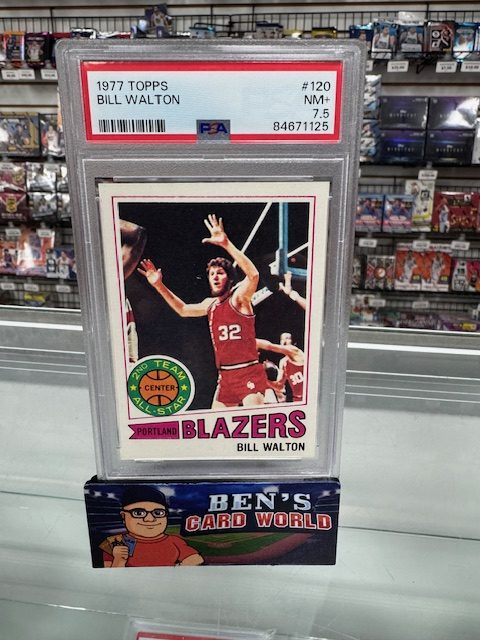 1977 TOPPS #120
BILL WALTON NM+
7.5
PSA 84671125
32
30
2ND TEAM
CENTER
ALL-STAR
PORTLAND BLAZERS
BILL WALTON
BEN'S
CARD WORLD